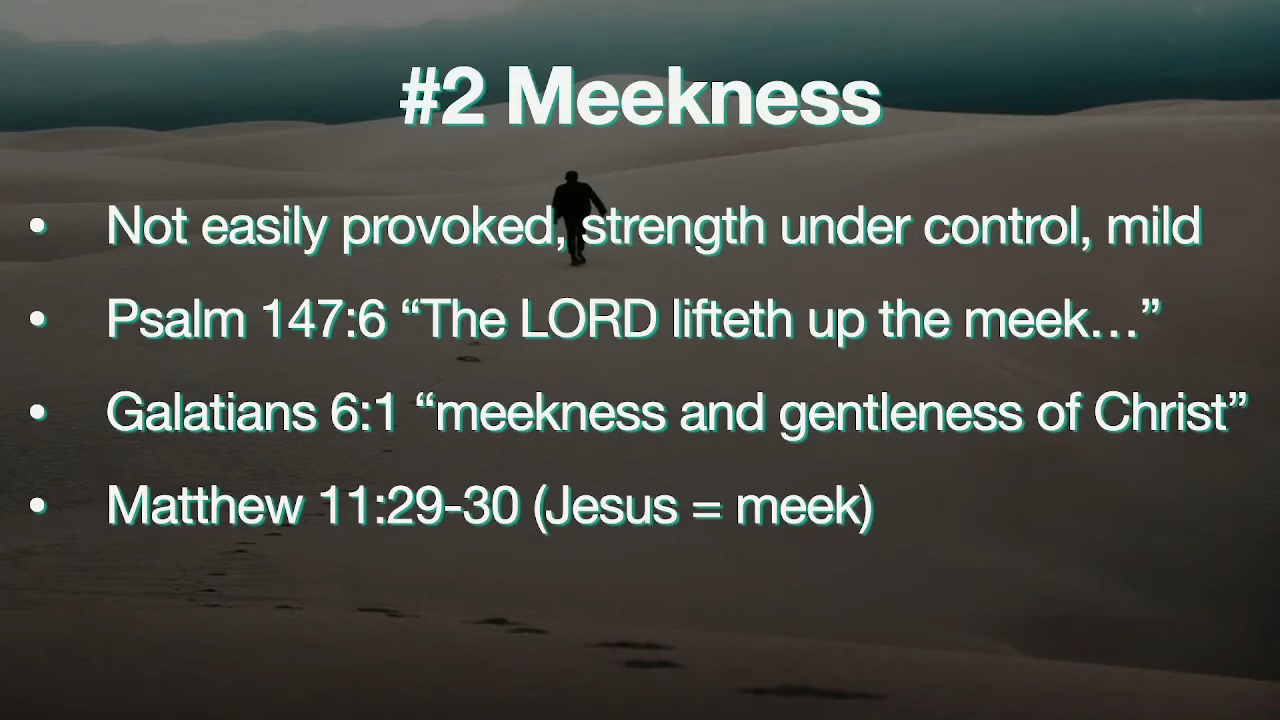 #2 Meekness
• Not easily provoked, strength under control, mild
• Psalm 147:6 “The LORD lifteth up the meek…”
• Galatians 6:1 “meekness and gentleness of Christ”
• Matthew 11:29-30 (Jesus = meek)